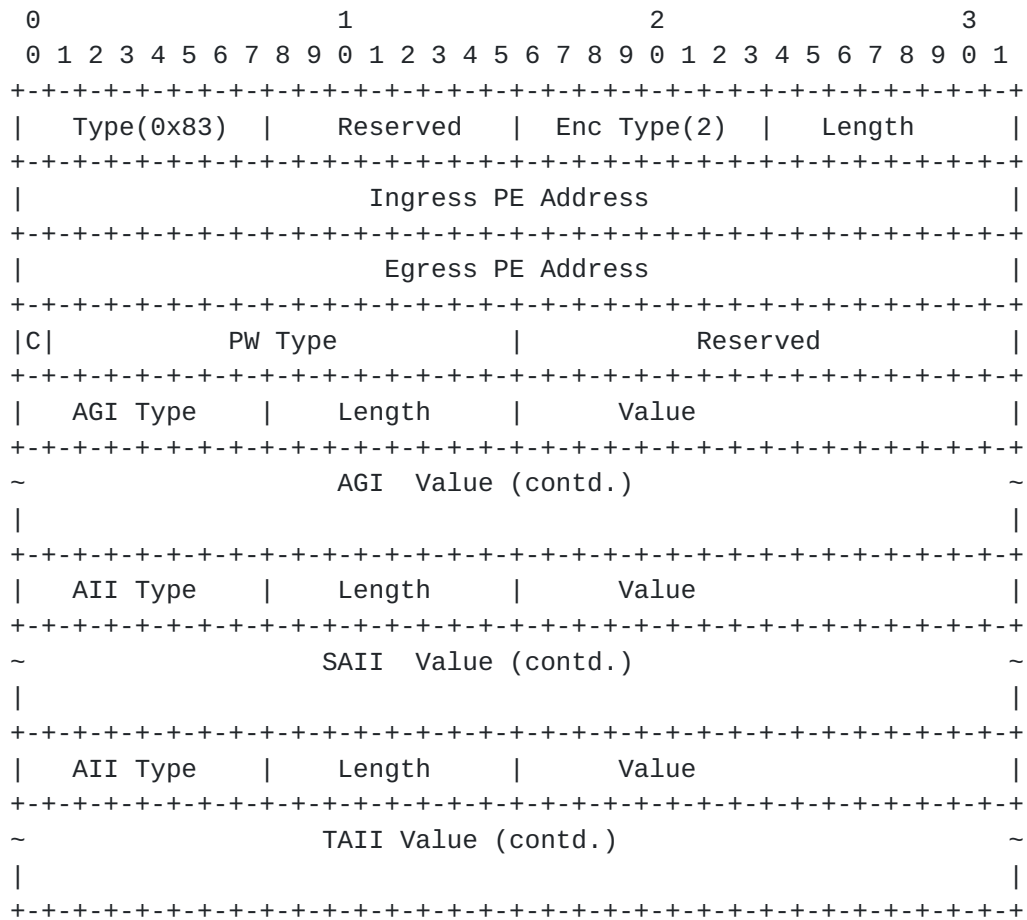 0                   1                   2                   3
 0 1 2 3 4 5 6 7 8 9 0 1 2 3 4 5 6 7 8 9 0 1 2 3 4 5 6 7 8 9 0 1
+-+-+-+-+-+-+-+-+-+-+-+-+-+-+-+-+-+-+-+-+-+-+-+-+-+-+-+-+-+-+-+-+
|   Type(0x83)  |    Reserved   |  Enc Type(2)  |   Length      |
+-+-+-+-+-+-+-+-+-+-+-+-+-+-+-+-+-+-+-+-+-+-+-+-+-+-+-+-+-+-+-+-+
|                      Ingress PE Address                       |
+-+-+-+-+-+-+-+-+-+-+-+-+-+-+-+-+-+-+-+-+-+-+-+-+-+-+-+-+-+-+-+-+
|                       Egress PE Address                       |
+-+-+-+-+-+-+-+-+-+-+-+-+-+-+-+-+-+-+-+-+-+-+-+-+-+-+-+-+-+-+-+-+
|C|           PW Type           |           Reserved            |
+-+-+-+-+-+-+-+-+-+-+-+-+-+-+-+-+-+-+-+-+-+-+-+-+-+-+-+-+-+-+-+-+
|   AGI Type    |    Length     |      Value                    |
+-+-+-+-+-+-+-+-+-+-+-+-+-+-+-+-+-+-+-+-+-+-+-+-+-+-+-+-+-+-+-+-+
~                    AGI  Value (contd.)                        ~
|                                                               |
+-+-+-+-+-+-+-+-+-+-+-+-+-+-+-+-+-+-+-+-+-+-+-+-+-+-+-+-+-+-+-+-+
|   AII Type    |    Length     |      Value                    |
+-+-+-+-+-+-+-+-+-+-+-+-+-+-+-+-+-+-+-+-+-+-+-+-+-+-+-+-+-+-+-+-+
~                   SAII  Value (contd.)                        ~
|                                                               |
+-+-+-+-+-+-+-+-+-+-+-+-+-+-+-+-+-+-+-+-+-+-+-+-+-+-+-+-+-+-+-+-+
|   AII Type    |    Length     |      Value                    |
+-+-+-+-+-+-+-+-+-+-+-+-+-+-+-+-+-+-+-+-+-+-+-+-+-+-+-+-+-+-+-+-+
~                   TAII Value (contd.)                         ~
|                                                               |
+-+-+-+-+-+-+-+-+-+-+-+-+-+-+-+-+-+-+-+-+-+-+-+-+-+-+-+-+-+-+-+-+